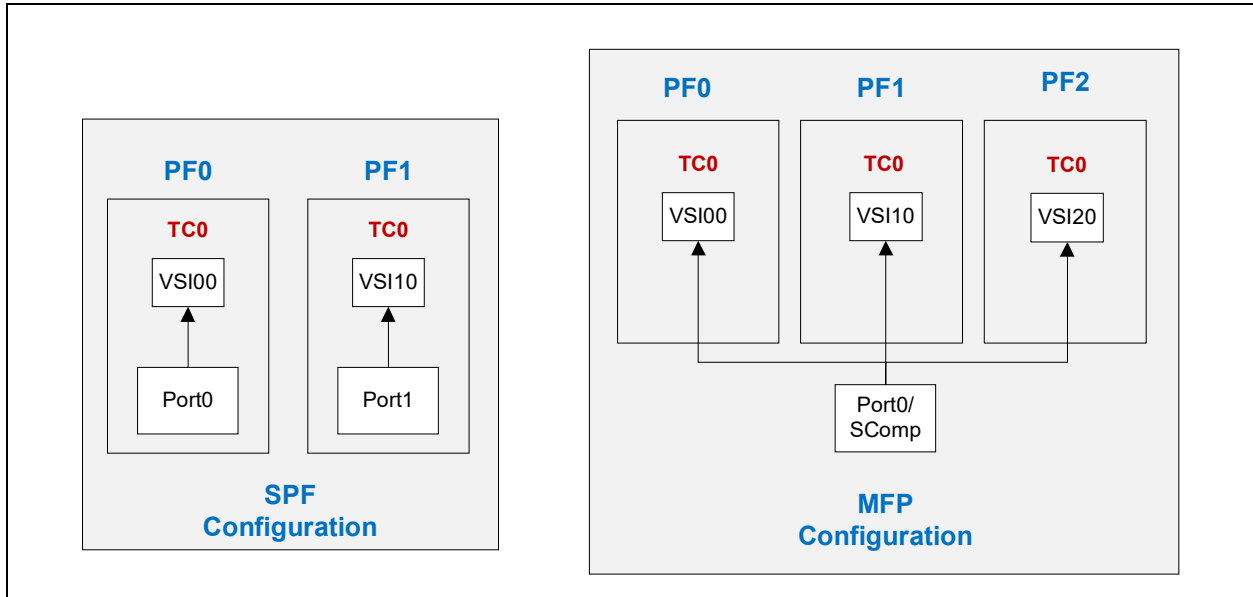 PF0
PF1
TC0
TC0
VSI00
VSI10
Port0
Port1
SPF
Configuration
PF0
PF1
PF2
TC0
TC0
TC0
VSI00
VSI10
VSI20
Port0/
SComp
MFP
Configuration